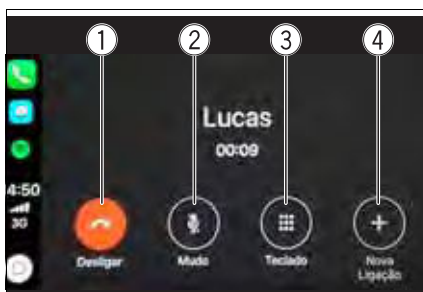 1 2 3 4
Lucas
00:09
4:50
3G
Desligar Mudo Teclado Nova
Ligação